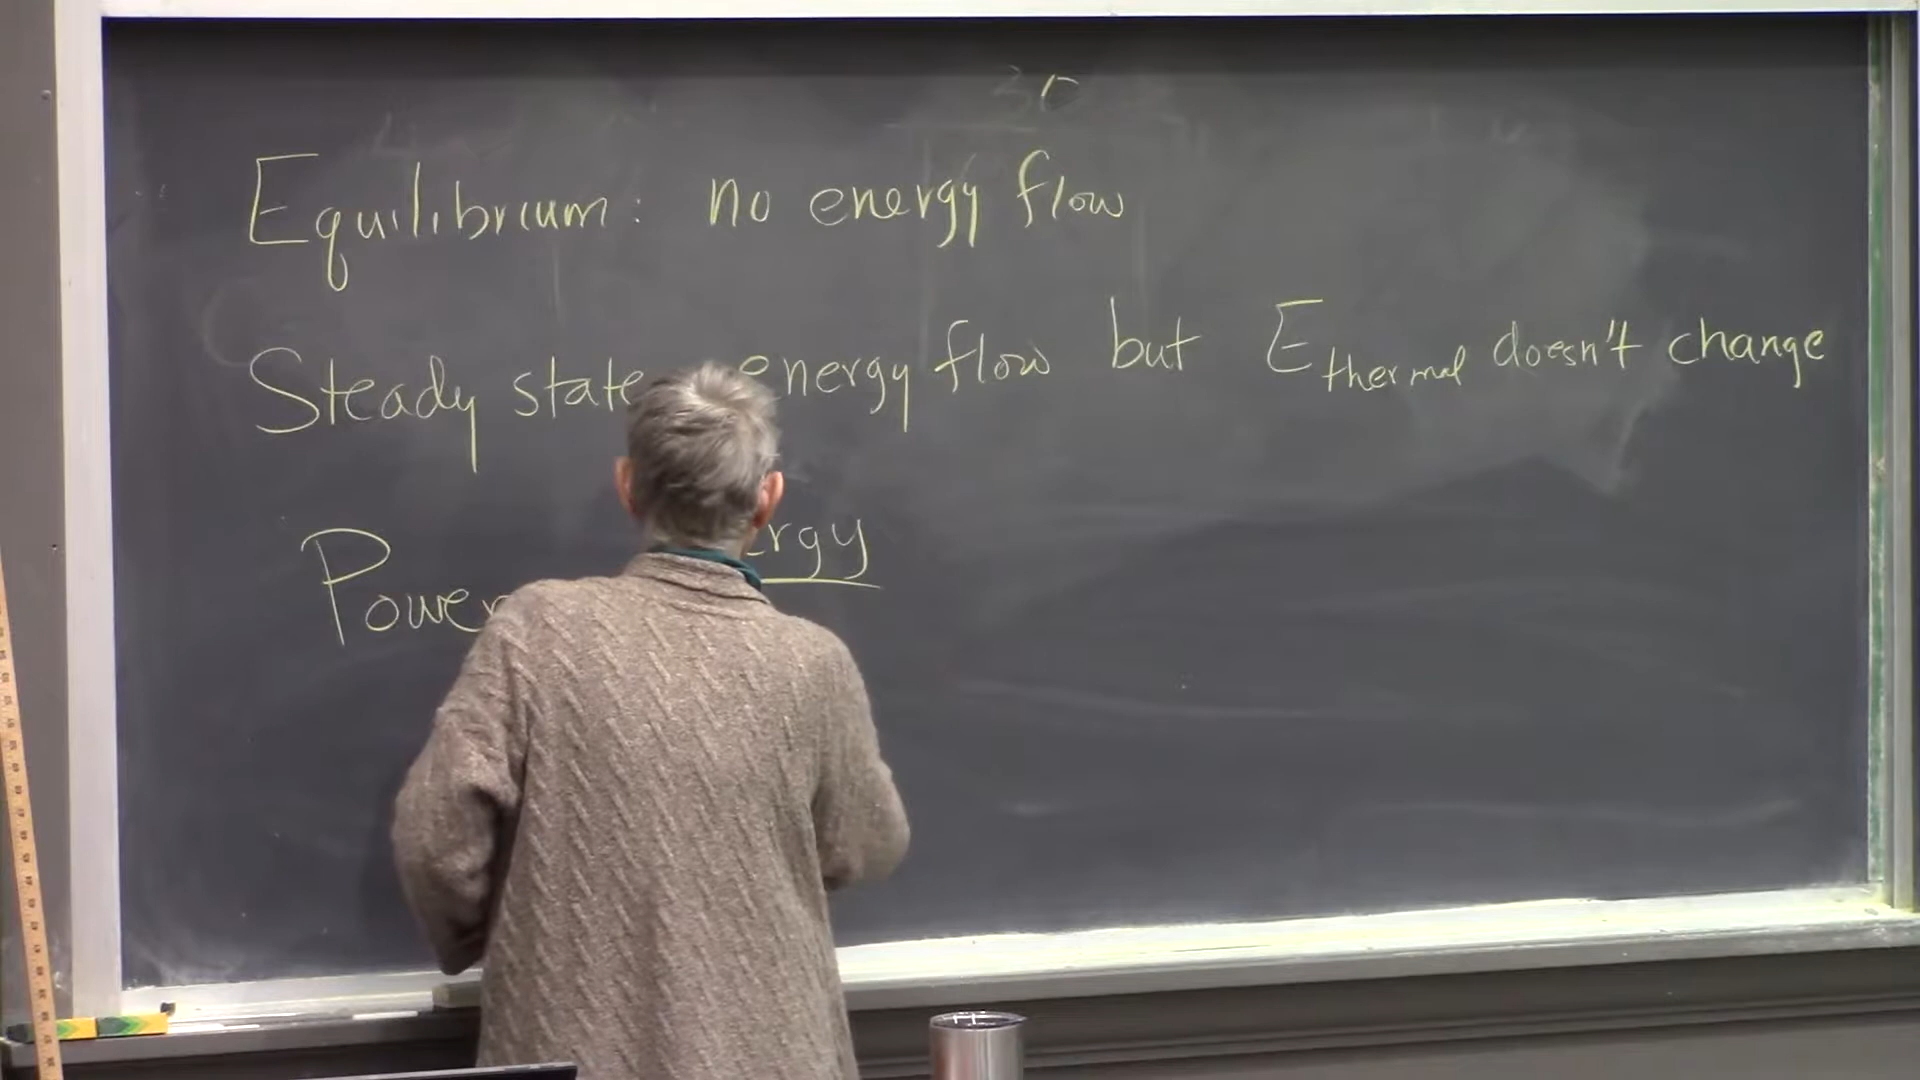 Equilibrium: no energy flow
Steady state energy flow but E thermal doesn't change
Power rgy